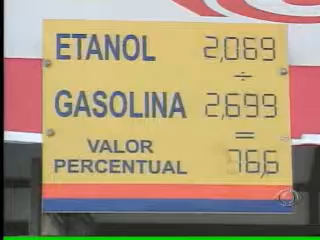 ETANOL 2,069
÷
GASOLINA 2,699
=
VALOR PERCENTUAL 76,6